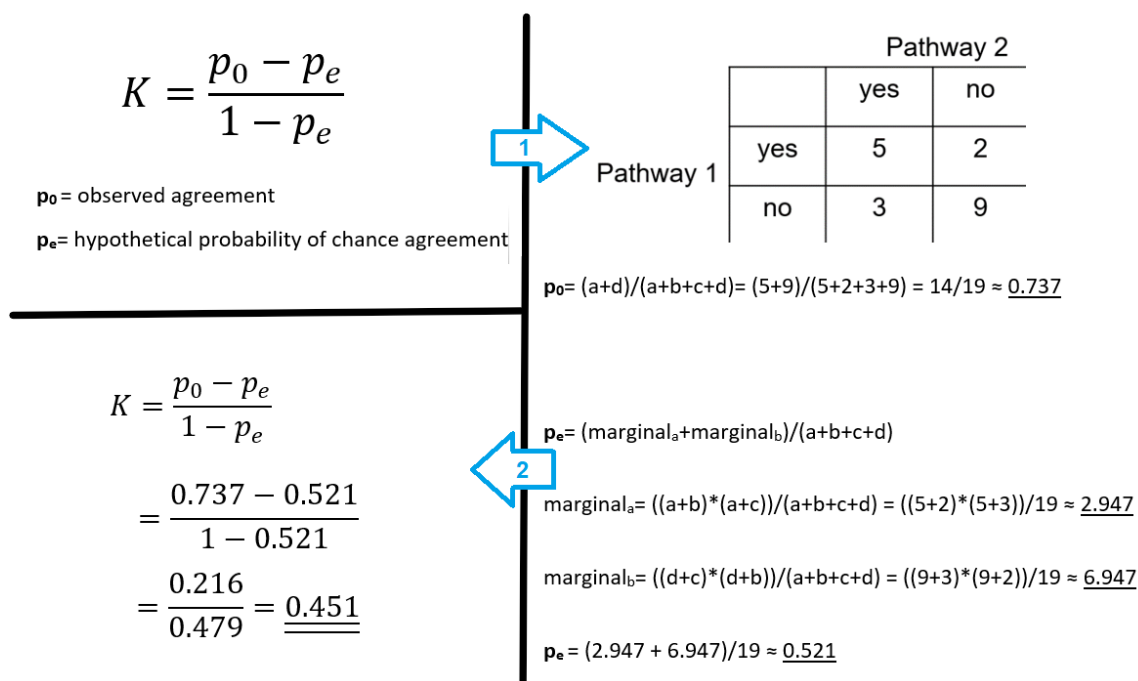 K = (p₀ − pₑ) / (1 − pₑ)
p₀ = observed agreement
pₑ= hypothetical probability of chance agreement
1
Pathway 2
yes no
Pathway 1
yes 5 2
no 3 9
p₀= (a+d)/(a+b+c+d)= (5+9)/(5+2+3+9) = 14/19 ≈ 0.737
pₑ= (marginalₐ+marginal_b)/(a+b+c+d)
marginalₐ= ((a+b)*(a+c))/(a+b+c+d) = ((5+2)*(5+3))/19 ≈ 2.947
marginal_b= ((d+c)*(d+b))/(a+b+c+d) = ((9+3)*(9+2))/19 ≈ 6.947
pₑ = (2.947 + 6.947)/19 ≈ 0.521
2
K = (p₀ − pₑ) / (1 − pₑ)
= (0.737 − 0.521) / (1 − 0.521)
= 0.216 / 0.479 = 0.451